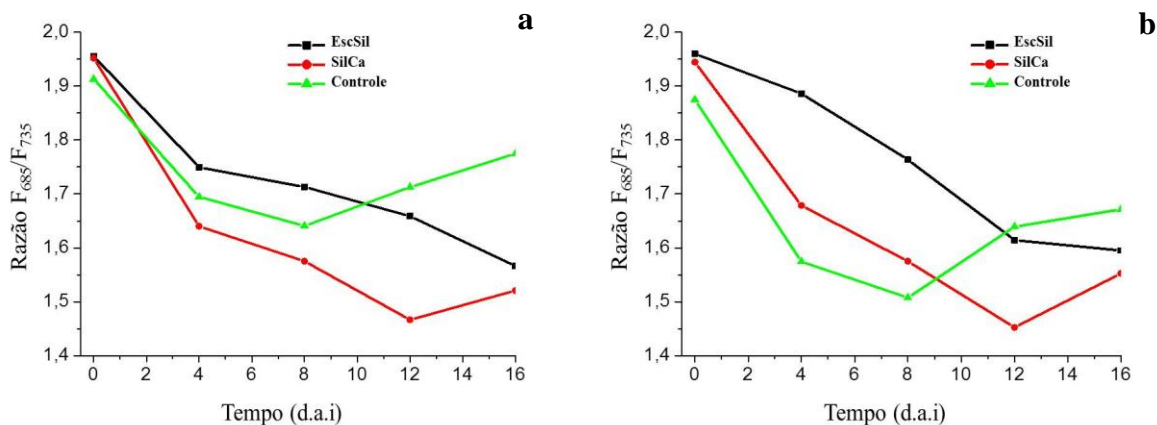 a
2,0
1,9
1,8
1,7
1,6
1,5
1,4
Razão F685/F735
EscSil
SilCa
Controle
0 2 4 6 8 10 12 14 16
Tempo (d.a.i)
b
2,0
1,9
1,8
1,7
1,6
1,5
1,4
Razão F685/F735
EscSil
SilCa
Controle
0 2 4 6 8 10 12 14 16
Tempo (d.a.i)